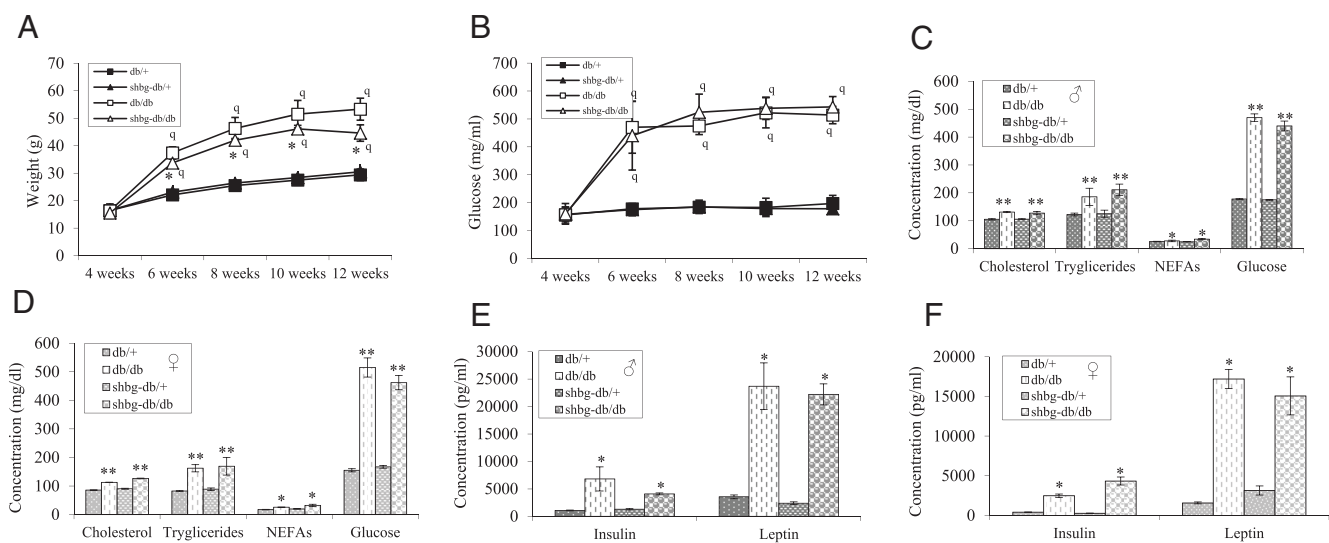 A
Weight (g)
70
60
50
40
30
20
10
0
db/+
shbg-db/+
db/db
shbg-db/db
q
q
q
q
* q
* q
* q
* q
4 weeks 6 weeks 8 weeks 10 weeks 12 weeks
B
Glucose (mg/ml)
700
600
500
400
300
200
100
0
db/+
shbg-db/+
db/db
shbg-db/db
q
q
q
q
q
q
q
q
4 weeks 6 weeks 8 weeks 10 weeks 12 weeks
C
Concentration (mg/dl)
600
500
400
300
200
100
0
db/+
db/db
shbg-db/+
shbg-db/db
♂
** **
** **
* *
** **
Cholesterol Tryglicerides NEFAs Glucose
D
Concentration (mg/dl)
600
500
400
300
200
100
0
db/+
db/db
shbg-db/+
shbg-db/db
♀
** **
** **
* *
** **
Cholesterol Tryglicerides NEFAs Glucose
E
Concentration (pg/ml)
30000
25000
20000
15000
10000
5000
0
db/+
db/db
shbg-db/+
shbg-db/db
♂
* *
* *
Insulin Leptin
F
Concentration (pg/ml)
20000
15000
10000
5000
0
db/+
db/db
shbg-db/+
shbg-db/db
♀
* *
* *
Insulin Leptin